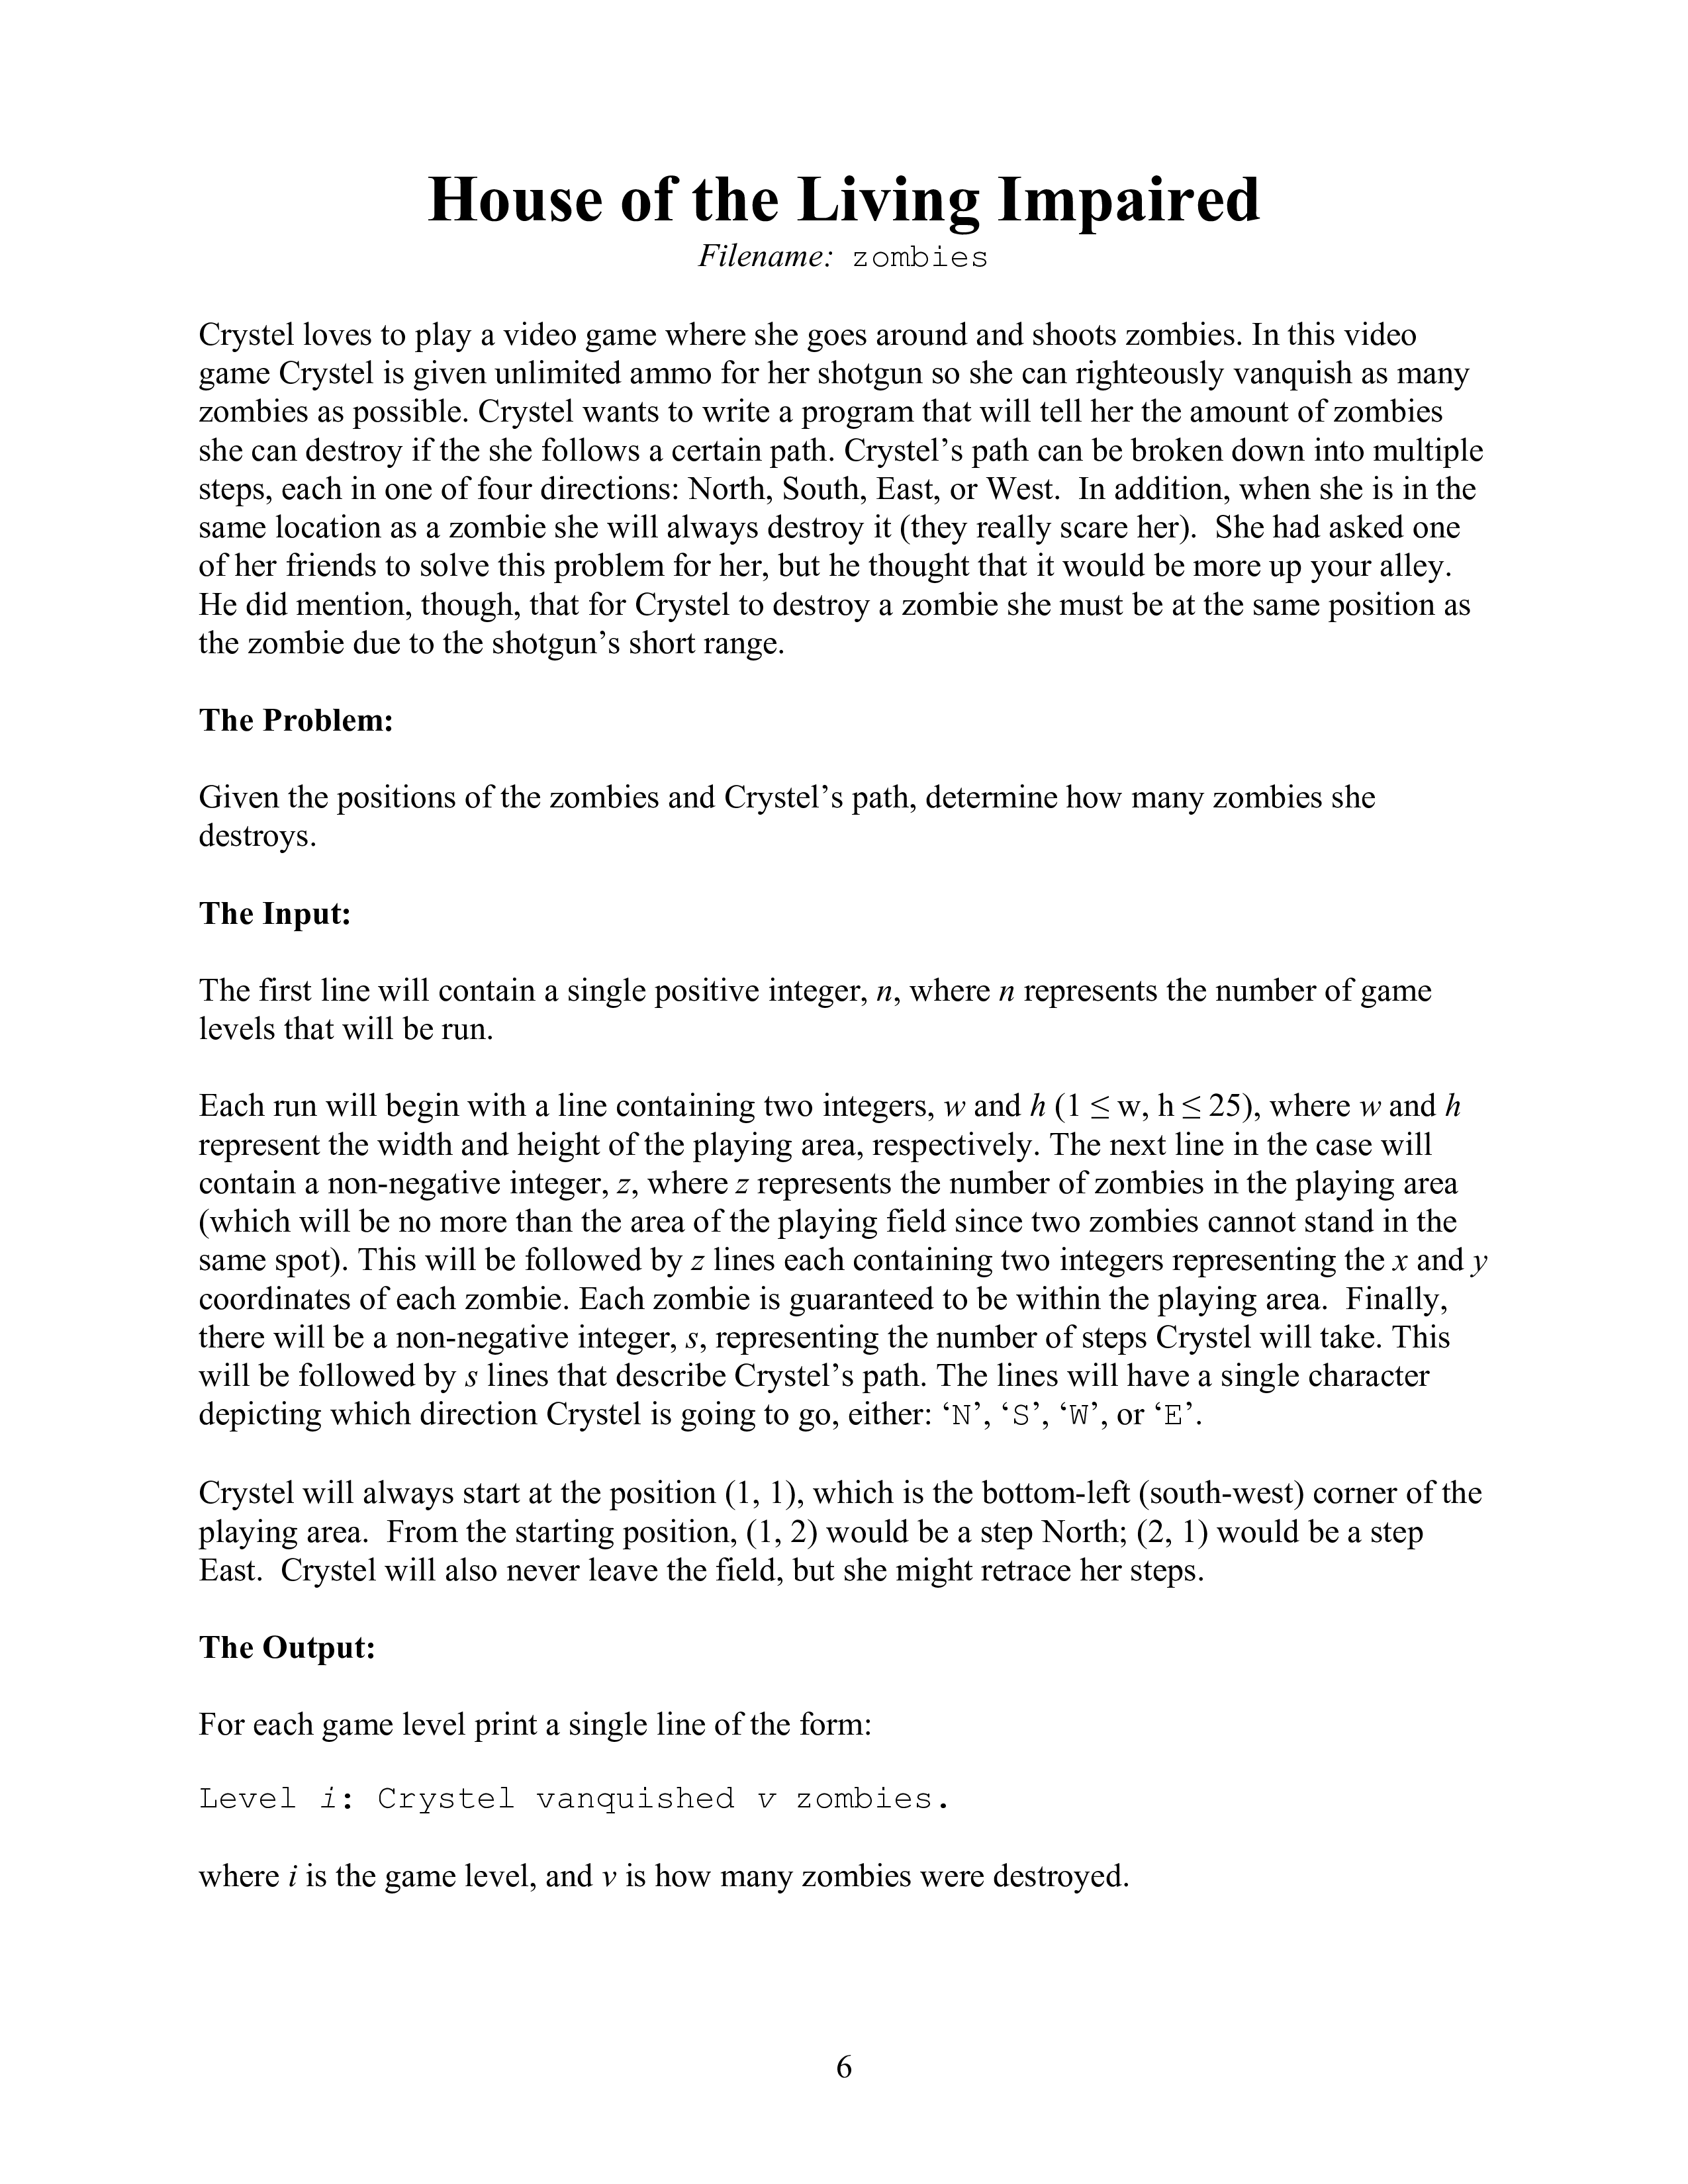 House of the Living Impaired
Filename: zombies
Crystel loves to play a video game where she goes around and shoots zombies. In this video
game Crystel is given unlimited ammo for her shotgun so she can righteously vanquish as many
zombies as possible. Crystel wants to write a program that will tell her the amount of zombies
she can destroy if the she follows a certain path. Crystel’s path can be broken down into multiple
steps, each in one of four directions: North, South, East, or West.  In addition, when she is in the
same location as a zombie she will always destroy it (they really scare her).  She had asked one
of her friends to solve this problem for her, but he thought that it would be more up your alley.
He did mention, though, that for Crystel to destroy a zombie she must be at the same position as
the zombie due to the shotgun’s short range.
The Problem:
Given the positions of the zombies and Crystel’s path, determine how many zombies she
destroys.
The Input:
The first line will contain a single positive integer, n, where n represents the number of game
levels that will be run.
Each run will begin with a line containing two integers, w and h (1 ≤ w, h ≤ 25), where w and h
represent the width and height of the playing area, respectively. The next line in the case will
contain a non-negative integer, z, where z represents the number of zombies in the playing area
(which will be no more than the area of the playing field since two zombies cannot stand in the
same spot). This will be followed by z lines each containing two integers representing the x and y
coordinates of each zombie. Each zombie is guaranteed to be within the playing area.  Finally,
there will be a non-negative integer, s, representing the number of steps Crystel will take. This
will be followed by s lines that describe Crystel’s path. The lines will have a single character
depicting which direction Crystel is going to go, either: ‘N’, ‘S’, ‘W’, or ‘E’.
Crystel will always start at the position (1, 1), which is the bottom-left (south-west) corner of the
playing area.  From the starting position, (1, 2) would be a step North; (2, 1) would be a step
East.  Crystel will also never leave the field, but she might retrace her steps.
The Output:
For each game level print a single line of the form:
Level i: Crystel vanquished v zombies.
where i is the game level, and v is how many zombies were destroyed.
6